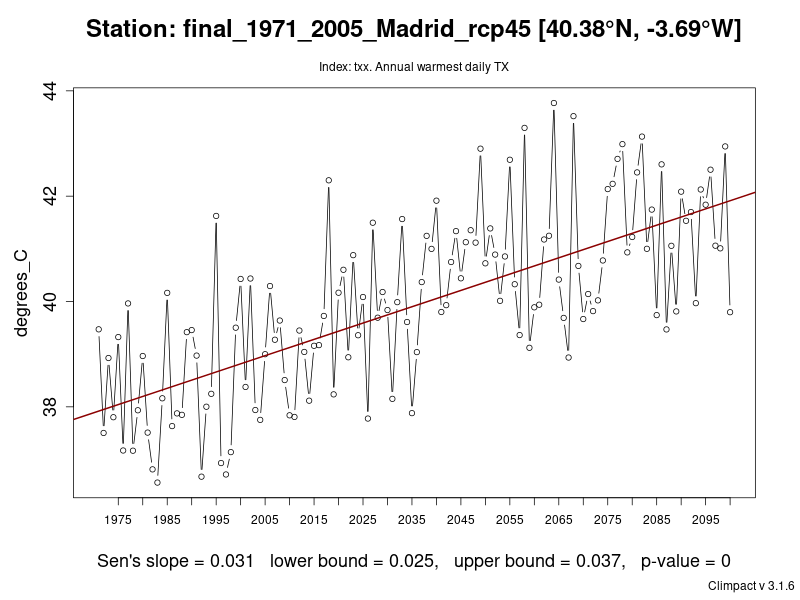 Station: final_1971_2005_Madrid_rcp45 [40.38°N, -3.69°W]
Index: txx. Annual warmest daily TX
44
42
40
38
degrees_C
1975 1985 1995 2005 2015 2025 2035 2045 2055 2065 2075 2085 2095
Sen's slope = 0.031 lower bound = 0.025, upper bound = 0.037, p-value = 0
Climpact v 3.1.6